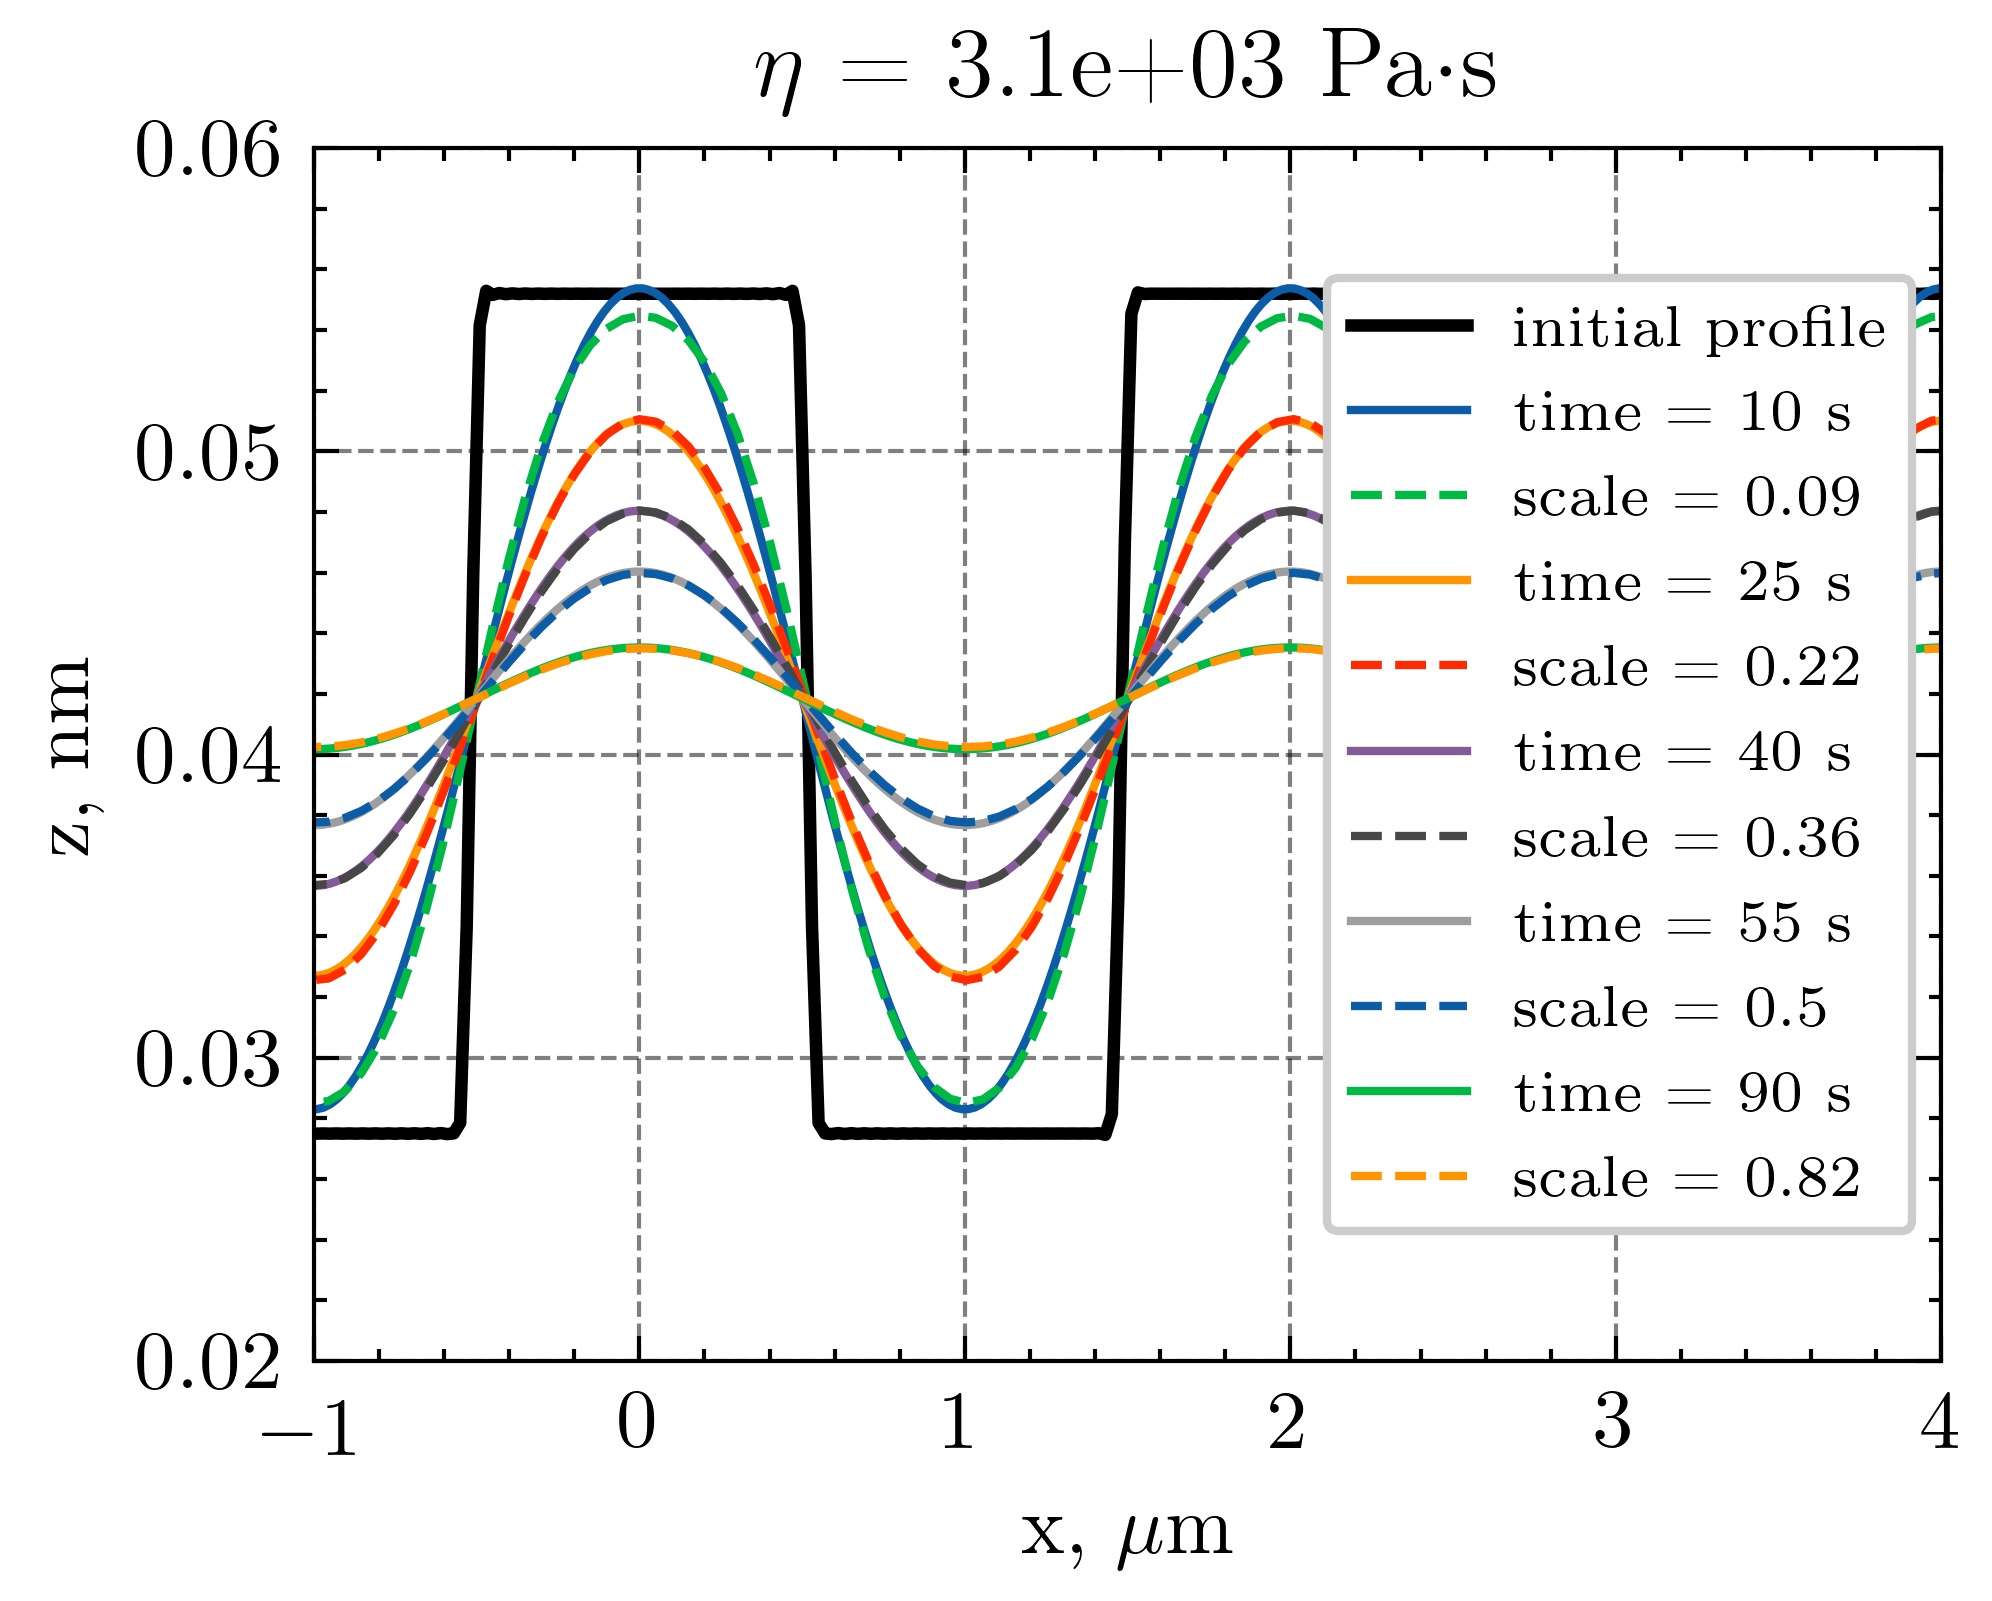 η = 3.1e+03 Pa·s
0.06
0.05
0.04
0.03
0.02
z, nm
−1 0 1 2 3 4
x, μm
initial profile
time = 10 s
scale = 0.09
time = 25 s
scale = 0.22
time = 40 s
scale = 0.36
time = 55 s
scale = 0.5
time = 90 s
scale = 0.82